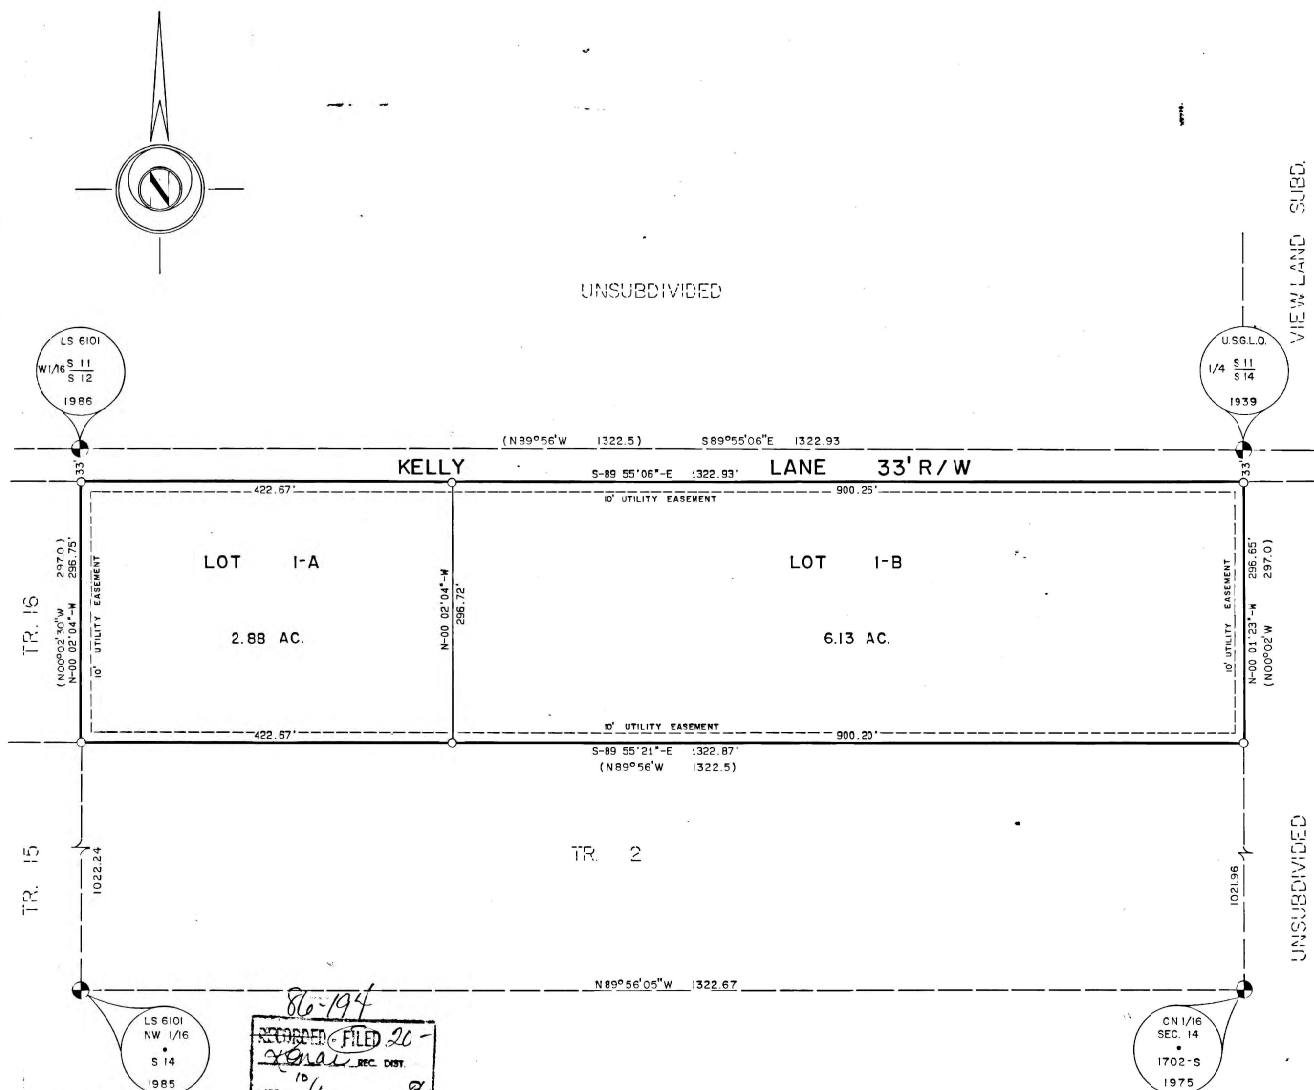 N
VIEW LAND SUBD.
UNSUBDIVIDED
LS 6101
W1/16 S 11
S 12
1986
U.S.G.L.O.
1/4 S 11
S 14
1939
(N89°56'W 1322.5) S89°55'06"E 1322.93
33'
KELLY LANE 33' R/W
33'
S-89 55'06"-E 1322.93'
422.67'
900.26'
10' UTILITY EASEMENT
LOT 1-A
2.88 AC.
LOT 1-B
6.13 AC.
TR. 16
(N00°02'30"W 297.0)
N-00 02'04"-W 296.75'
10' UTILITY EASEMENT
N-00 02'04"-W
296.72'
10' UTILITY EASEMENT
N-00 01'23"-W 296.65'
(N00°02'W 297.0)
10' UTILITY EASEMENT
422.67'
900.20'
S-89 55'21"-E 1322.87'
(N89°56'W 1322.5)
TR. 15
1022.24
TR. 2
1021.96
UNSUBDIVIDED
N89°56'05"W 1322.67
LS 6101
NW 1/16
S 14
1985
86-194
RECORDED - FILED 20-
Kenai REC. DIST.
CN 1/16
SEC. 14
1702-S
1975